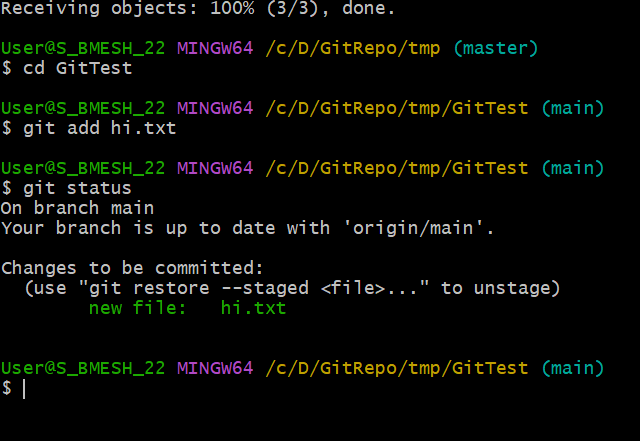 Receiving objects: 100% (3/3), done.
User@S_BMESH_22 MINGW64 /c/D/GitRepo/tmp (master)
$ cd GitTest
User@S_BMESH_22 MINGW64 /c/D/GitRepo/tmp/GitTest (main)
$ git add hi.txt
User@S_BMESH_22 MINGW64 /c/D/GitRepo/tmp/GitTest (main)
$ git status
On branch main
Your branch is up to date with 'origin/main'.
Changes to be committed:
  (use "git restore --staged <file>..." to unstage)
        new file:   hi.txt
User@S_BMESH_22 MINGW64 /c/D/GitRepo/tmp/GitTest (main)
$